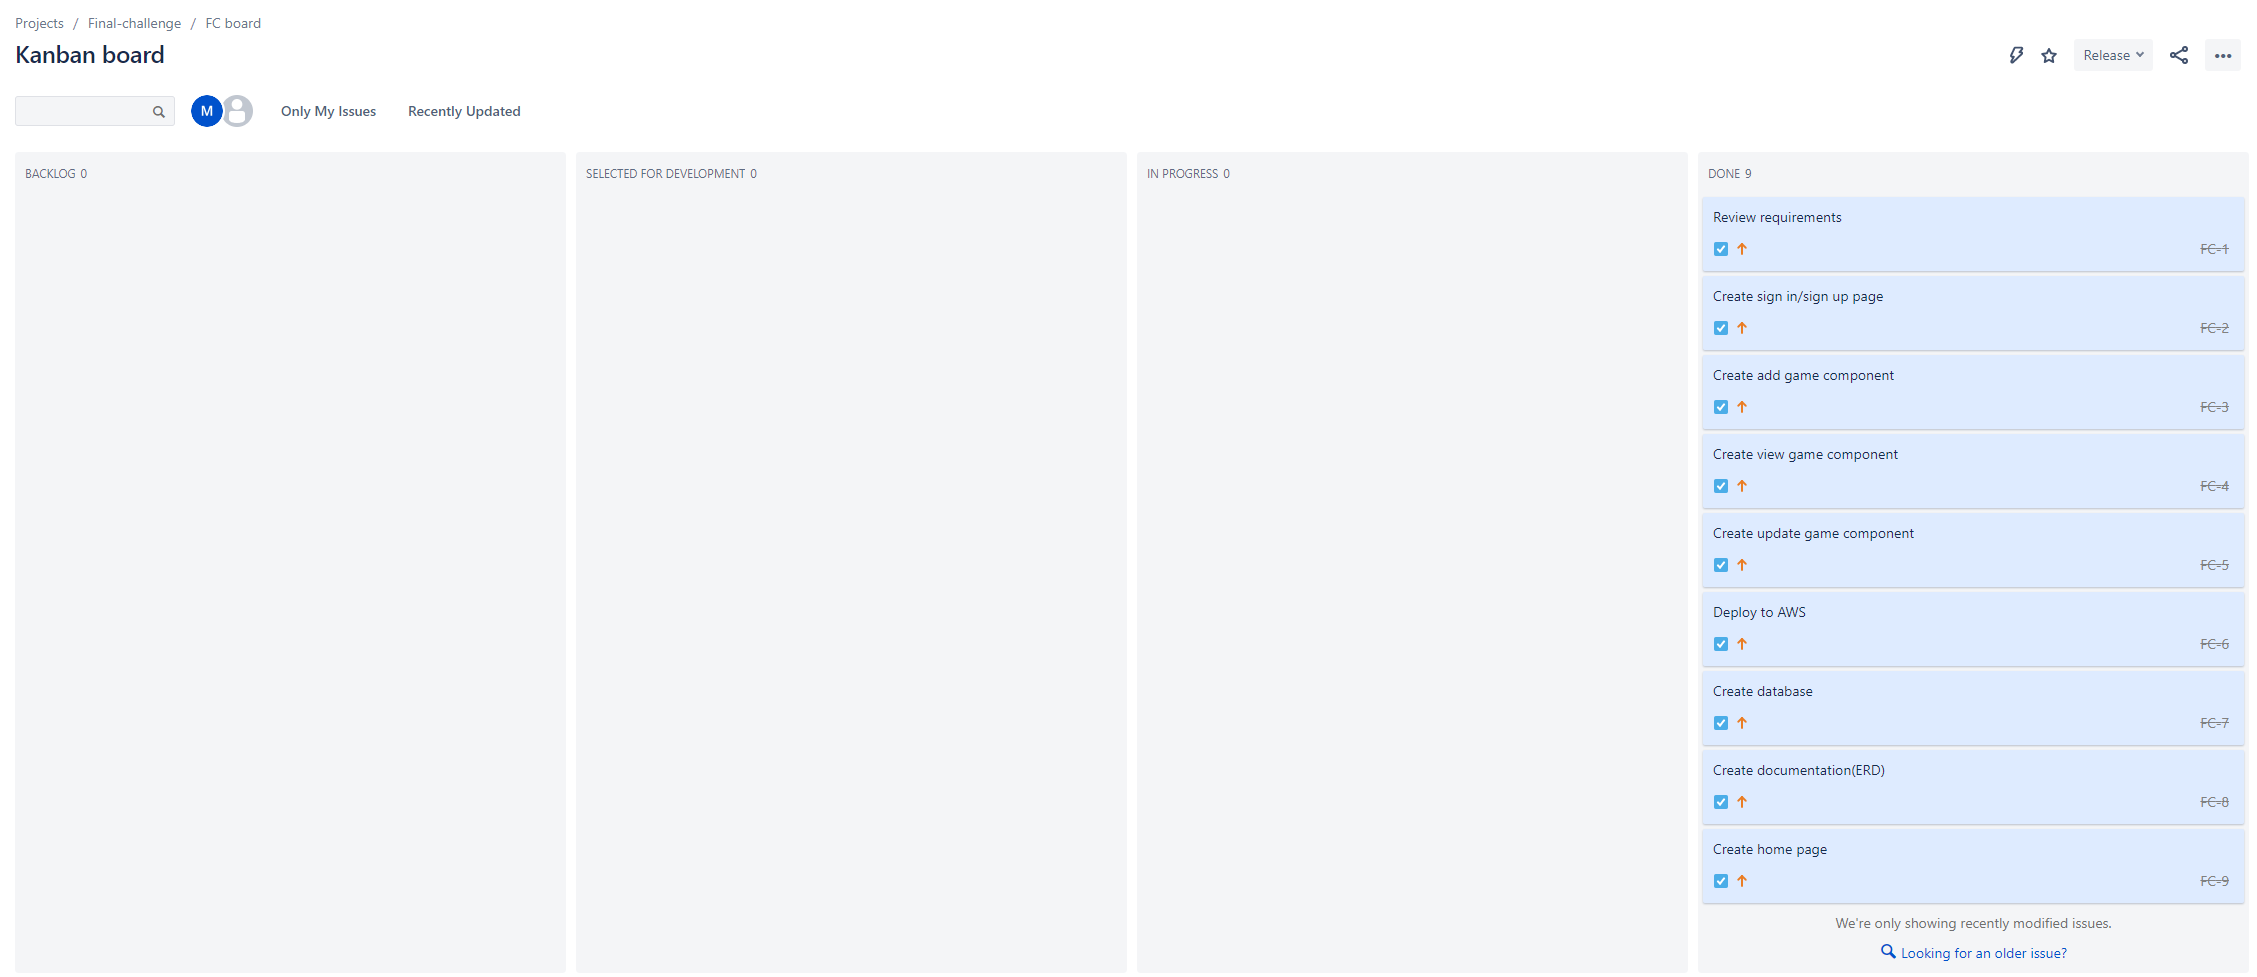 Projects / Final-challenge / FC board
Kanban board
Release
M
Only My Issues
Recently Updated
BACKLOG 0
SELECTED FOR DEVELOPMENT 0
IN PROGRESS 0
DONE 9
Review requirements
FC-1
Create sign in/sign up page
FC-2
Create add game component
FC-3
Create view game component
FC-4
Create update game component
FC-5
Deploy to AWS
FC-6
Create database
FC-7
Create documentation(ERD)
FC-8
Create home page
FC-9
We're only showing recently modified issues.
Looking for an older issue?